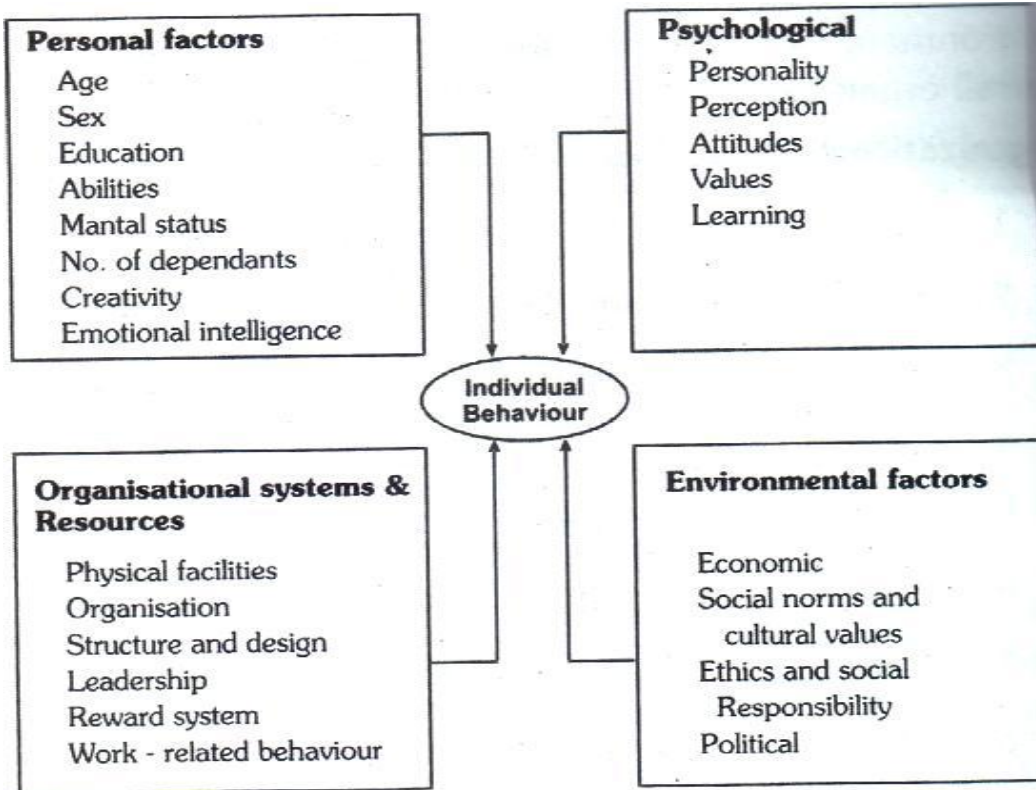 Personal factors
Age
Sex
Education
Abilities
Mantal status
No. of dependants
Creativity
Emotional intelligence
Psychological
Personality
Perception
Attitudes
Values
Learning
Individual
Behaviour
Organisational systems &
Resources
Physical facilities
Organisation
Structure and design
Leadership
Reward system
Work - related behaviour
Environmental factors
Economic
Social norms and
cultural values
Ethics and social
Responsibility
Political